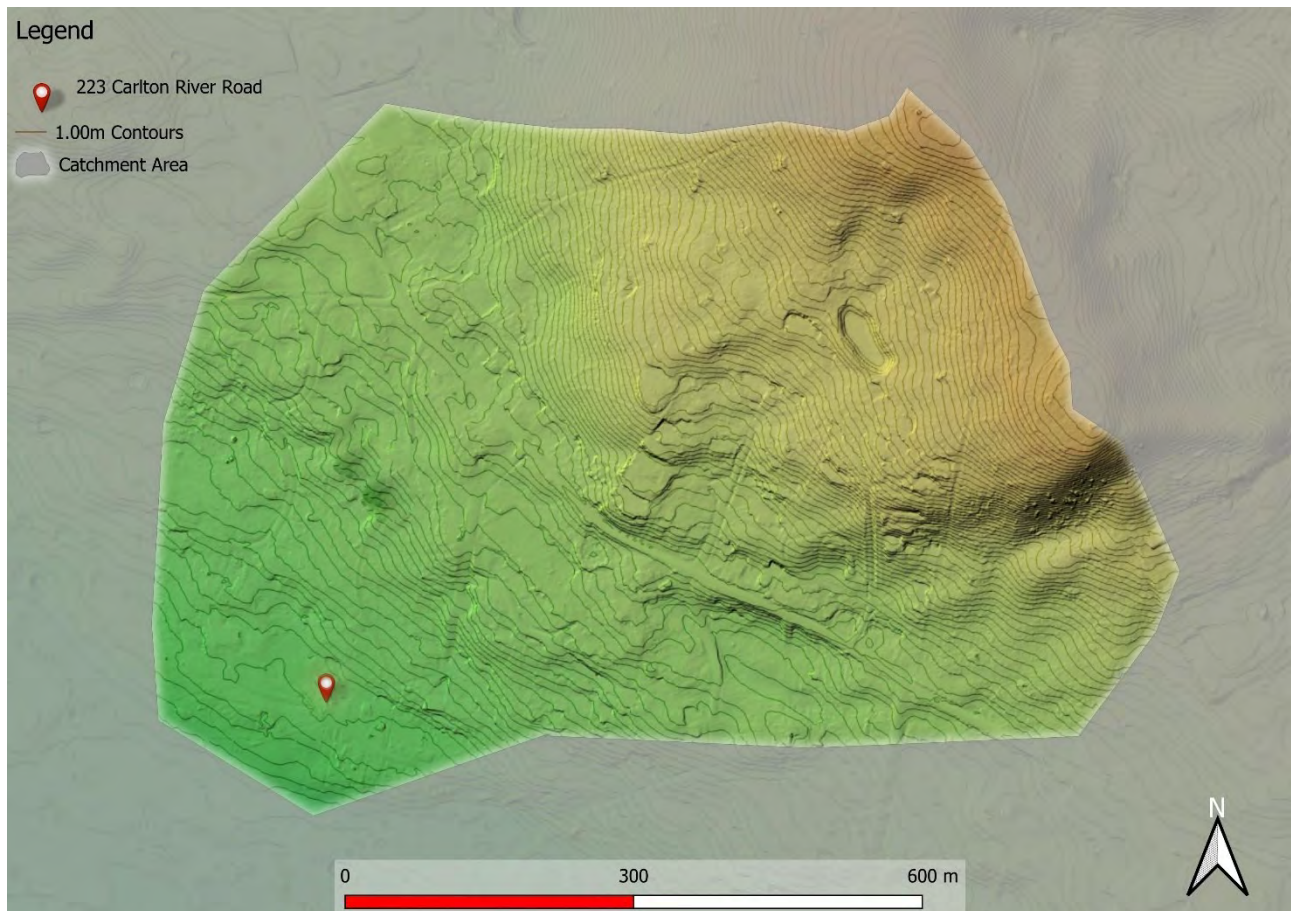 Legend
223 Carlton River Road
1.00m Contours
Catchment Area
N
0 300 600 m